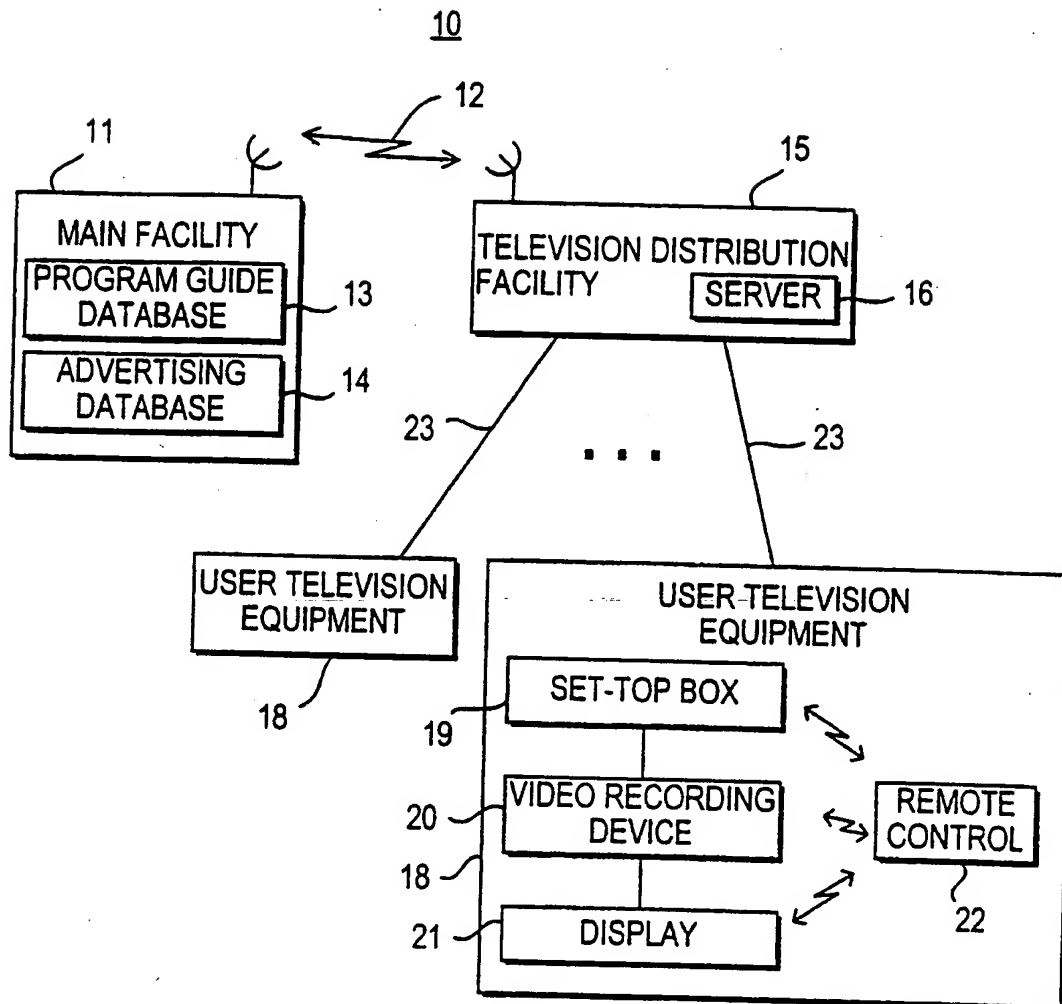 10
12
11
15
MAIN FACILITY
PROGRAM GUIDE
DATABASE
13
ADVERTISING
DATABASE
14
TELEVISION DISTRIBUTION
FACILITY
SERVER
16
23
23
USER TELEVISION
EQUIPMENT
18
USER TELEVISION
EQUIPMENT
SET-TOP BOX
19
VIDEO RECORDING
DEVICE
20
18
REMOTE
CONTROL
22
DISPLAY
21